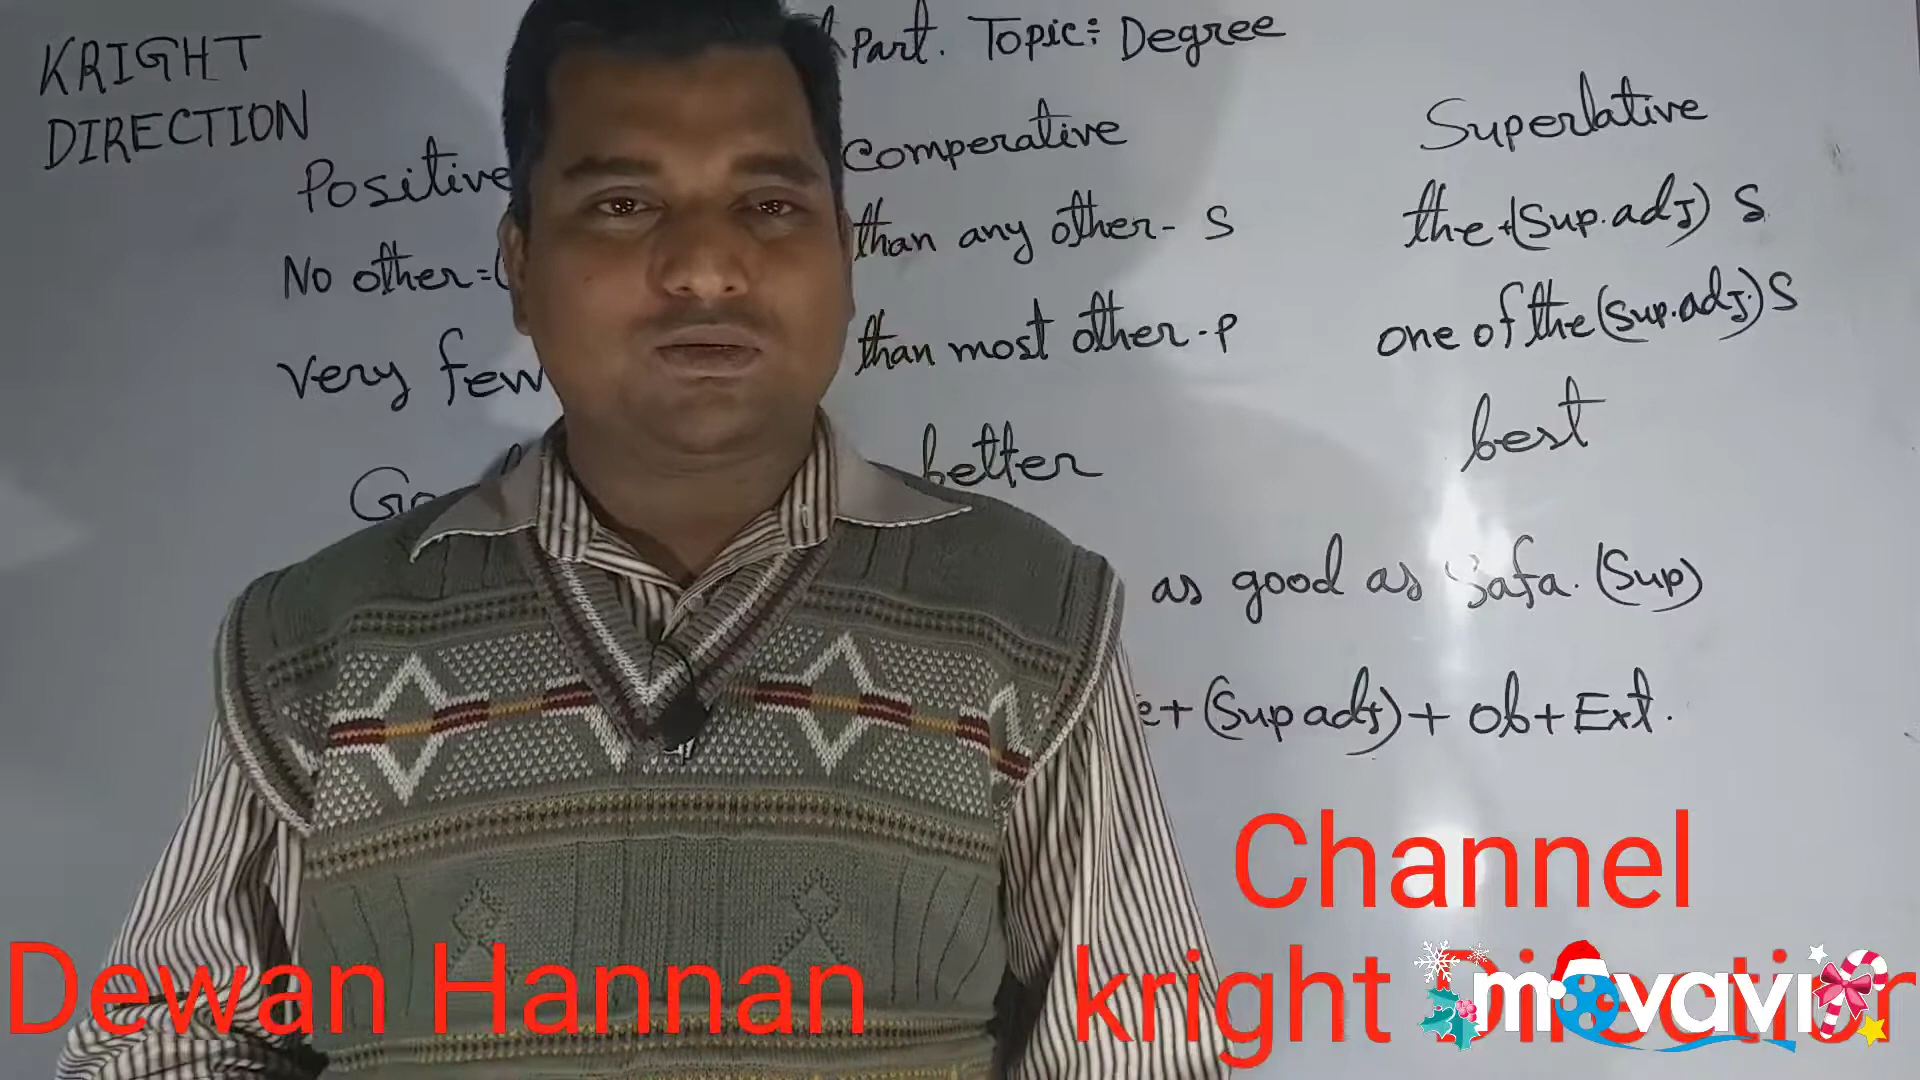 KRIGHT
DIRECTION
Part. Topic: Degree
Positive Comperative Superlative
No other= than any other- S the+(Sup.adj) S
very few than most other-P one of the (Sup.adj.) S
better best
as good as Safa. (Sup)
+ (Sup adj) + Ob + Ext.
Channel
Dewan Hannan kright Direction
movavi